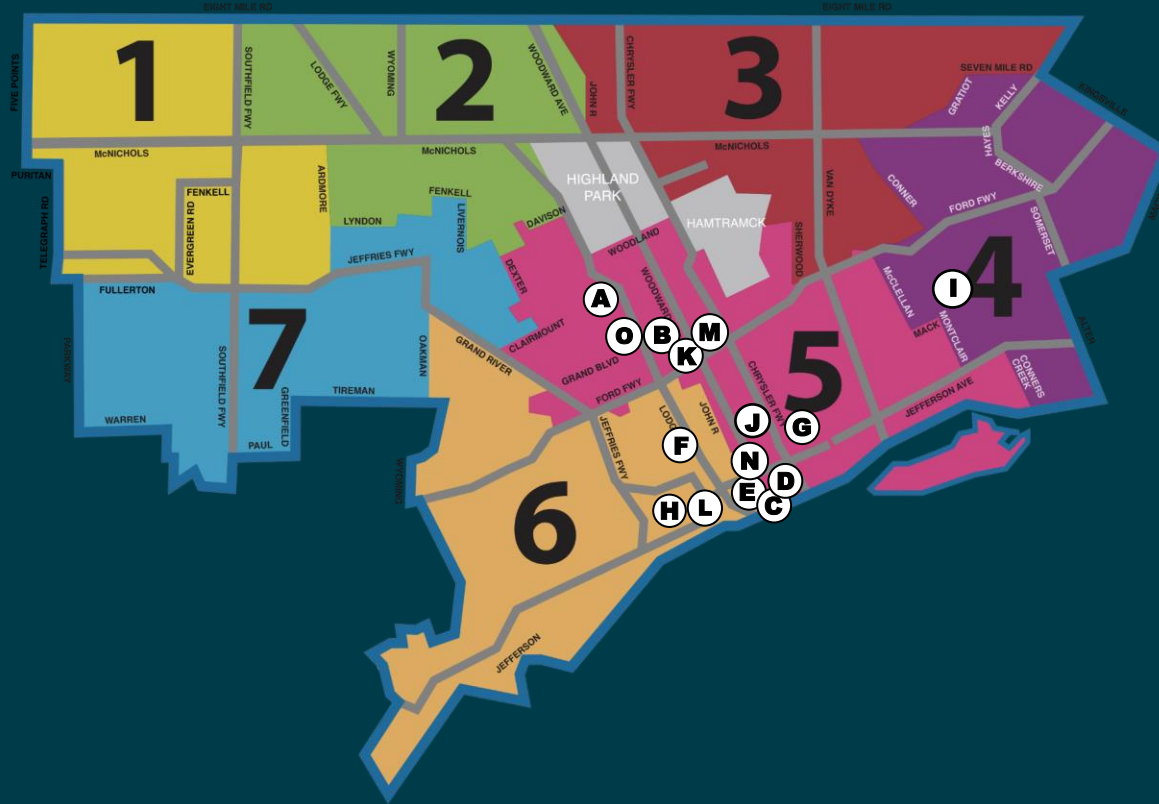 EIGHT MILE RD
EIGHT MILE RD
1
2
3
FIVE POINTS
SOUTHFIELD FWY
LODGE FWY
WYOMING
WOODWARD AVE
JOHN R
CHRYSLER FWY
SEVEN MILE RD
GRATIOT
KELLY
KINGSVILLE
McNICHOLS
McNICHOLS
McNICHOLS
HAYES
BERKSHIRE
PURITAN
TELEGRAPH RD
FENKELL
EVERGREEN RD
ARDMORE
FENKELL
LYNDON
LIVERNOIS
DAVISON
HIGHLAND
PARK
HAMTRAMCK
VAN DYKE
CONNER
FORD FWY
SOMERSET
JEFFRIES FWY
DEXTER
WOODLAND
WOODWARD
SHERWOOD
McCLELLAN
4
I
FULLERTON
7
A
O
B
M
K
CLAIRMOUNT
GRAND BLVD
FORD FWY
GRAND RIVER
OAKMAN
PARKWAY
SOUTHFIELD FWY
GREENFIELD
TIREMAN
WARREN
PAUL
WYOMING
CHRYSLER FWY
5
MACK
MONTCLAIR
ALTER
CONNERS
CREEK
JEFFERSON AVE
JEFFRIES FWY
JOHN R
F
J
G
N
D
E
C
H
L
6
JEFFERSON